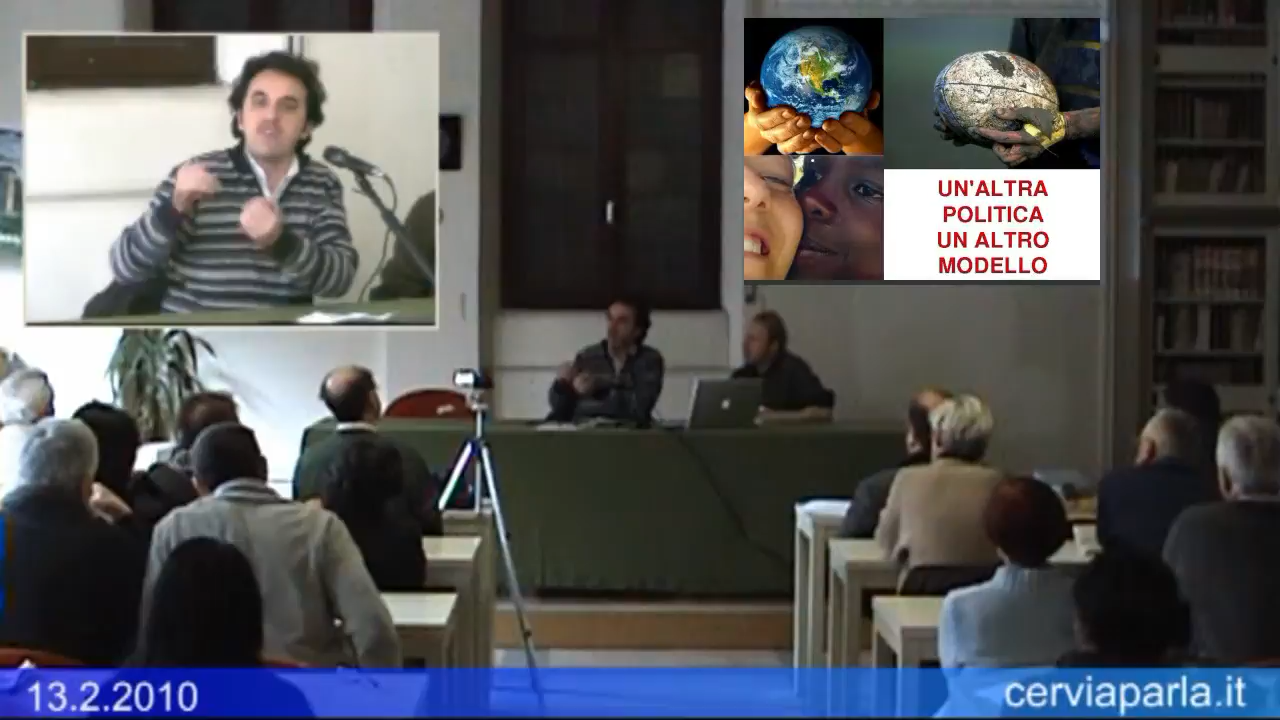 UN'ALTRA
POLITICA
UN ALTRO
MODELLO
13.2.2010
cerviaparla.it